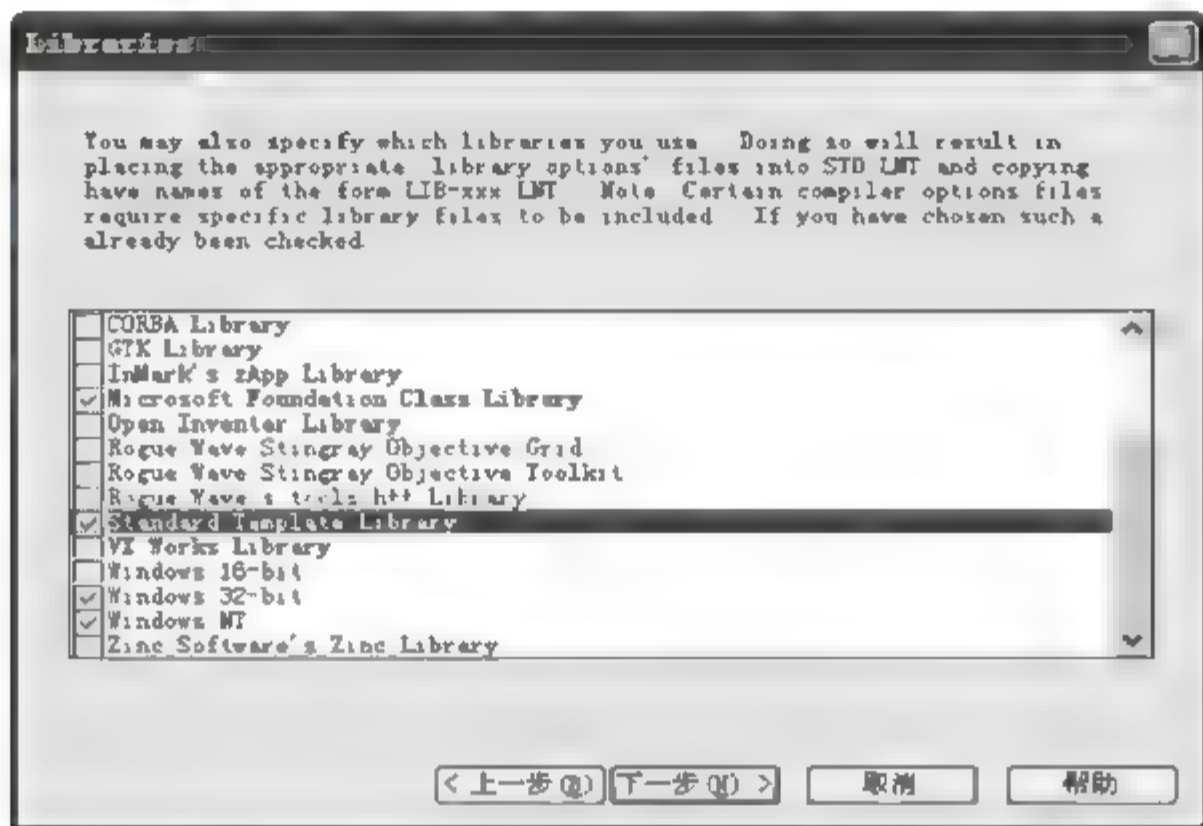 Libraries
You may also specify which libraries you use Doing so will result in
placing the appropriate library options' files into STD LNT and copying
have names of the form LIB-xxx LNT Note Certain compiler options files
require specific library files to be included If you have chosen such a
already been checked
CORBA Library
GTK Library
InMark's zApp Library
Microsoft Foundation Class Library
Open Inventor Library
Rogue Wave Stingray Objective Grid
Rogue Wave Stingray Objective Toolkit
Rogue Wave s tools h++ Library
Standard Template Library
VX Works Library
Windows 16-bit
Windows 32-bit
Windows NT
Zinc Software's Zinc Library
< 上一步(B) 下一步(N) > 取消 帮助